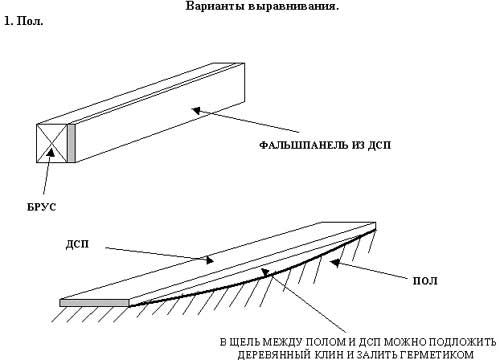 Варианты выравнивания.
1. Пол.
ФАЛЬШПАНЕЛЬ ИЗ ДСП
БРУС
ДСП
ПОЛ
В ЩЕЛЬ МЕЖДУ ПОЛОМ И ДСП МОЖНО ПОДЛОЖИТЬ
ДЕРЕВЯННЫЙ КЛИН И ЗАЛИТЬ ГЕРМЕТИКОМ